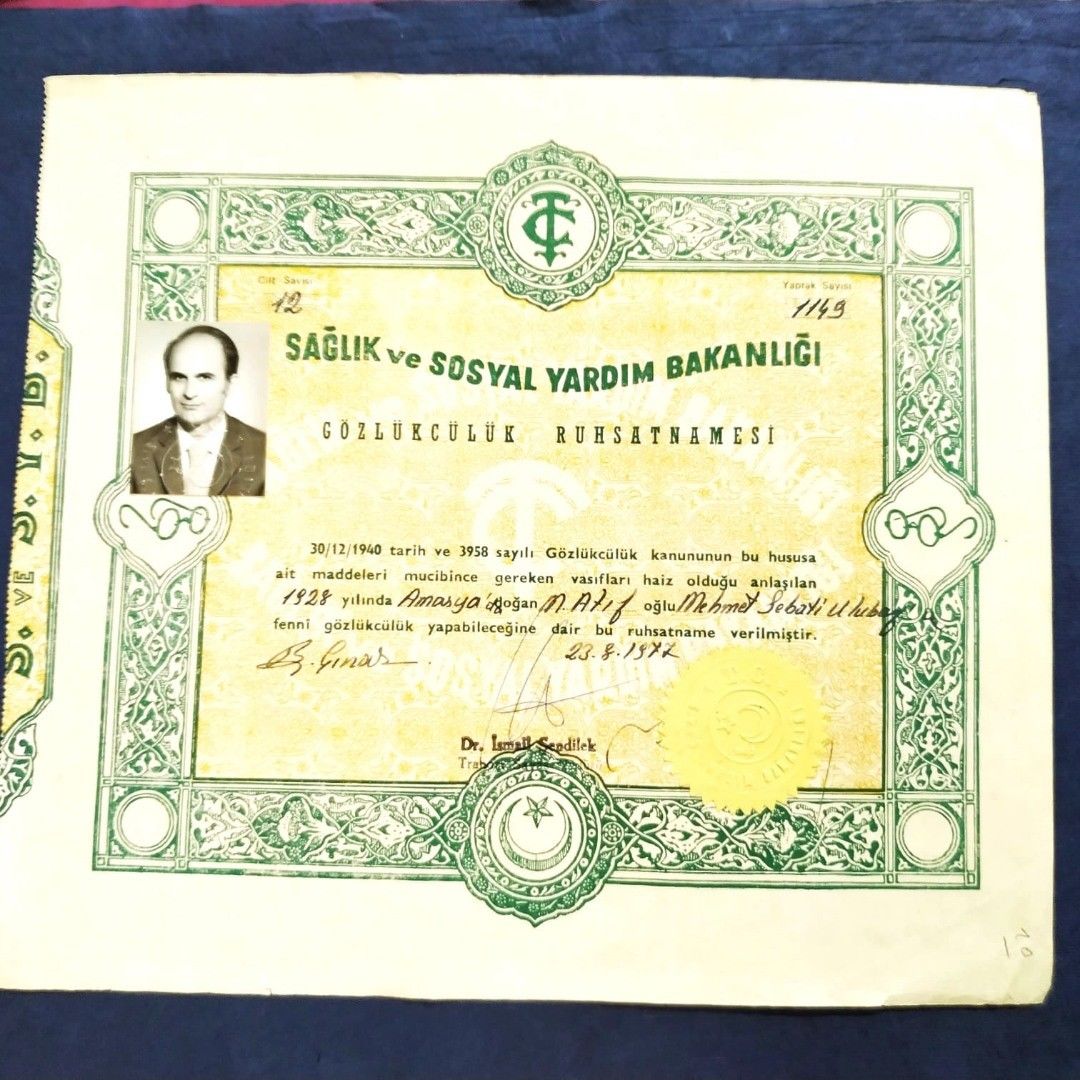 TC
Cilt Sayısı
Yaprak Sayısı
12
1149
SAĞLIK ve SOSYAL YARDIM BAKANLIĞI
GÖZLÜKCÜLÜK RUHSATNAMESİ
30/12/1940 tarih ve 3958 sayılı Gözlükcülük kanununun bu hususa
ait maddeleri mucibince gereken vasıfları haiz olduğu anlaşılan
1928 yılında Amasya'da doğan M. Atıf oğlu Mehmet Sebati Ulubay'a
fenni gözlükcülük yapabileceğine dair bu ruhsatname verilmiştir.
23.8.1977
Dr. İsmail Sendilek
S. VE S. Y. B.